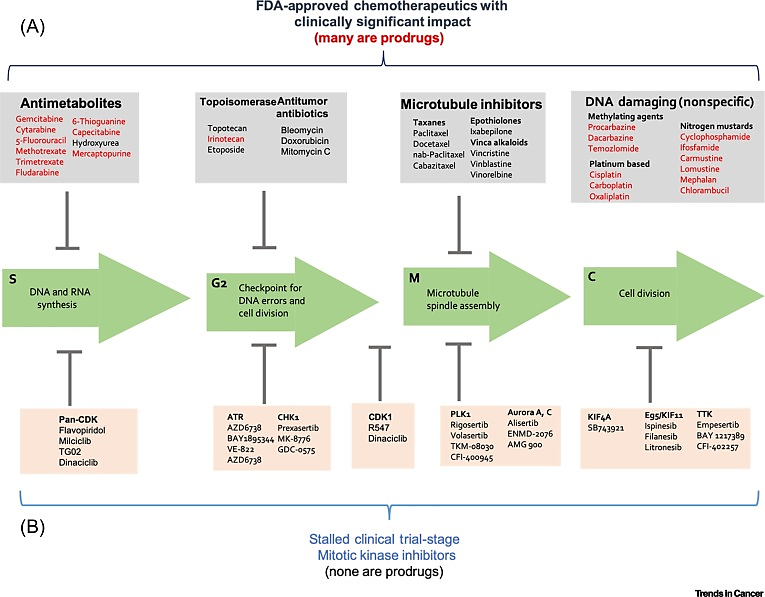 FDA-approved chemotherapeutics with
clinically significant impact
(many are prodrugs)
(A)
Antimetabolites
Gemcitabine
Cytarabine
5-Fluorouracil
Methotrexate
Trimetrexate
Fludarabine
6-Thioguanine
Capecitabine
Hydroxyurea
Mercaptopurine
Topoisomerase
Topotecan
Irinotecan
Etoposide
Antitumor
antibiotics
Bleomycin
Doxorubicin
Mitomycin C
Microtubule inhibitors
Taxanes
Paclitaxel
Docetaxel
nab-Paclitaxel
Cabazitaxel
Epothiolones
Ixabepilone
Vinca alkaloids
Vincristine
Vinblastine
Vinorelbine
DNA damaging (nonspecific)
Methylating agents
Procarbazine
Dacarbazine
Temozlomide
Platinum based
Cisplatin
Carboplatin
Oxaliplatin
Nitrogen mustards
Cyclophosphamide
Ifosfamide
Carmustine
Lomustine
Mephalan
Chlorambucil
S
DNA and RNA
synthesis
G2
Checkpoint for
DNA errors and
cell division
M
Microtubule
spindle assembly
C
Cell division
Pan-CDK
Flavopiridol
Milciclib
TG02
Dinaciclib
ATR
AZD6738
BAY1895344
VE-822
AZD6738
CHK1
Prexasertib
MK-8776
GDC-0575
CDK1
R547
Dinaciclib
PLK1
Rigosertib
Volasertib
TKM-08030
CFI-400945
Aurora A, C
Alisertib
ENMD-2076
AMG 900
KIF4A
SB743921
Eg5/KIF11
Ispinesib
Filanesib
Litronesib
TTK
Empesertib
BAY 1217389
CFI-402257
(B)
Stalled clinical trial-stage
Mitotic kinase inhibitors
(none are prodrugs)
Trends in Cancer